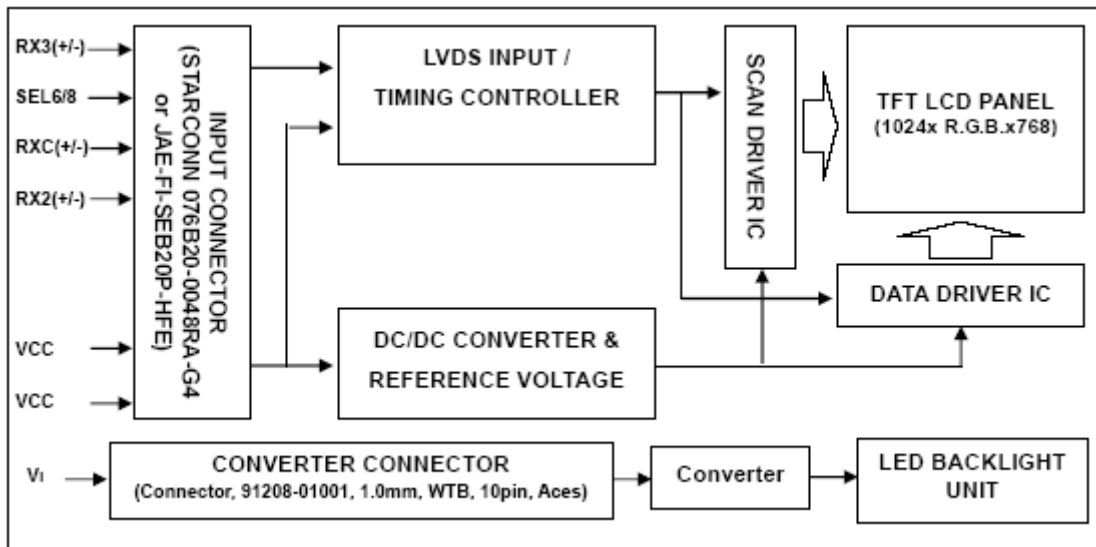 RX3(+/-)
SEL6/8
RXC(+/-)
RX2(+/-)
VCC
VCC
INPUT CONNECTOR
(STARCONN 076B20-0048RA-G4
or JAE-FI-SEB20P-HFE)
LVDS INPUT /
TIMING CONTROLLER
DC/DC CONVERTER &
REFERENCE VOLTAGE
SCAN DRIVER IC
TFT LCD PANEL
(1024x R.G.B.x768)
DATA DRIVER IC
VI
CONVERTER CONNECTOR
(Connector, 91208-01001, 1.0mm, WTB, 10pin, Aces)
Converter
LED BACKLIGHT
UNIT